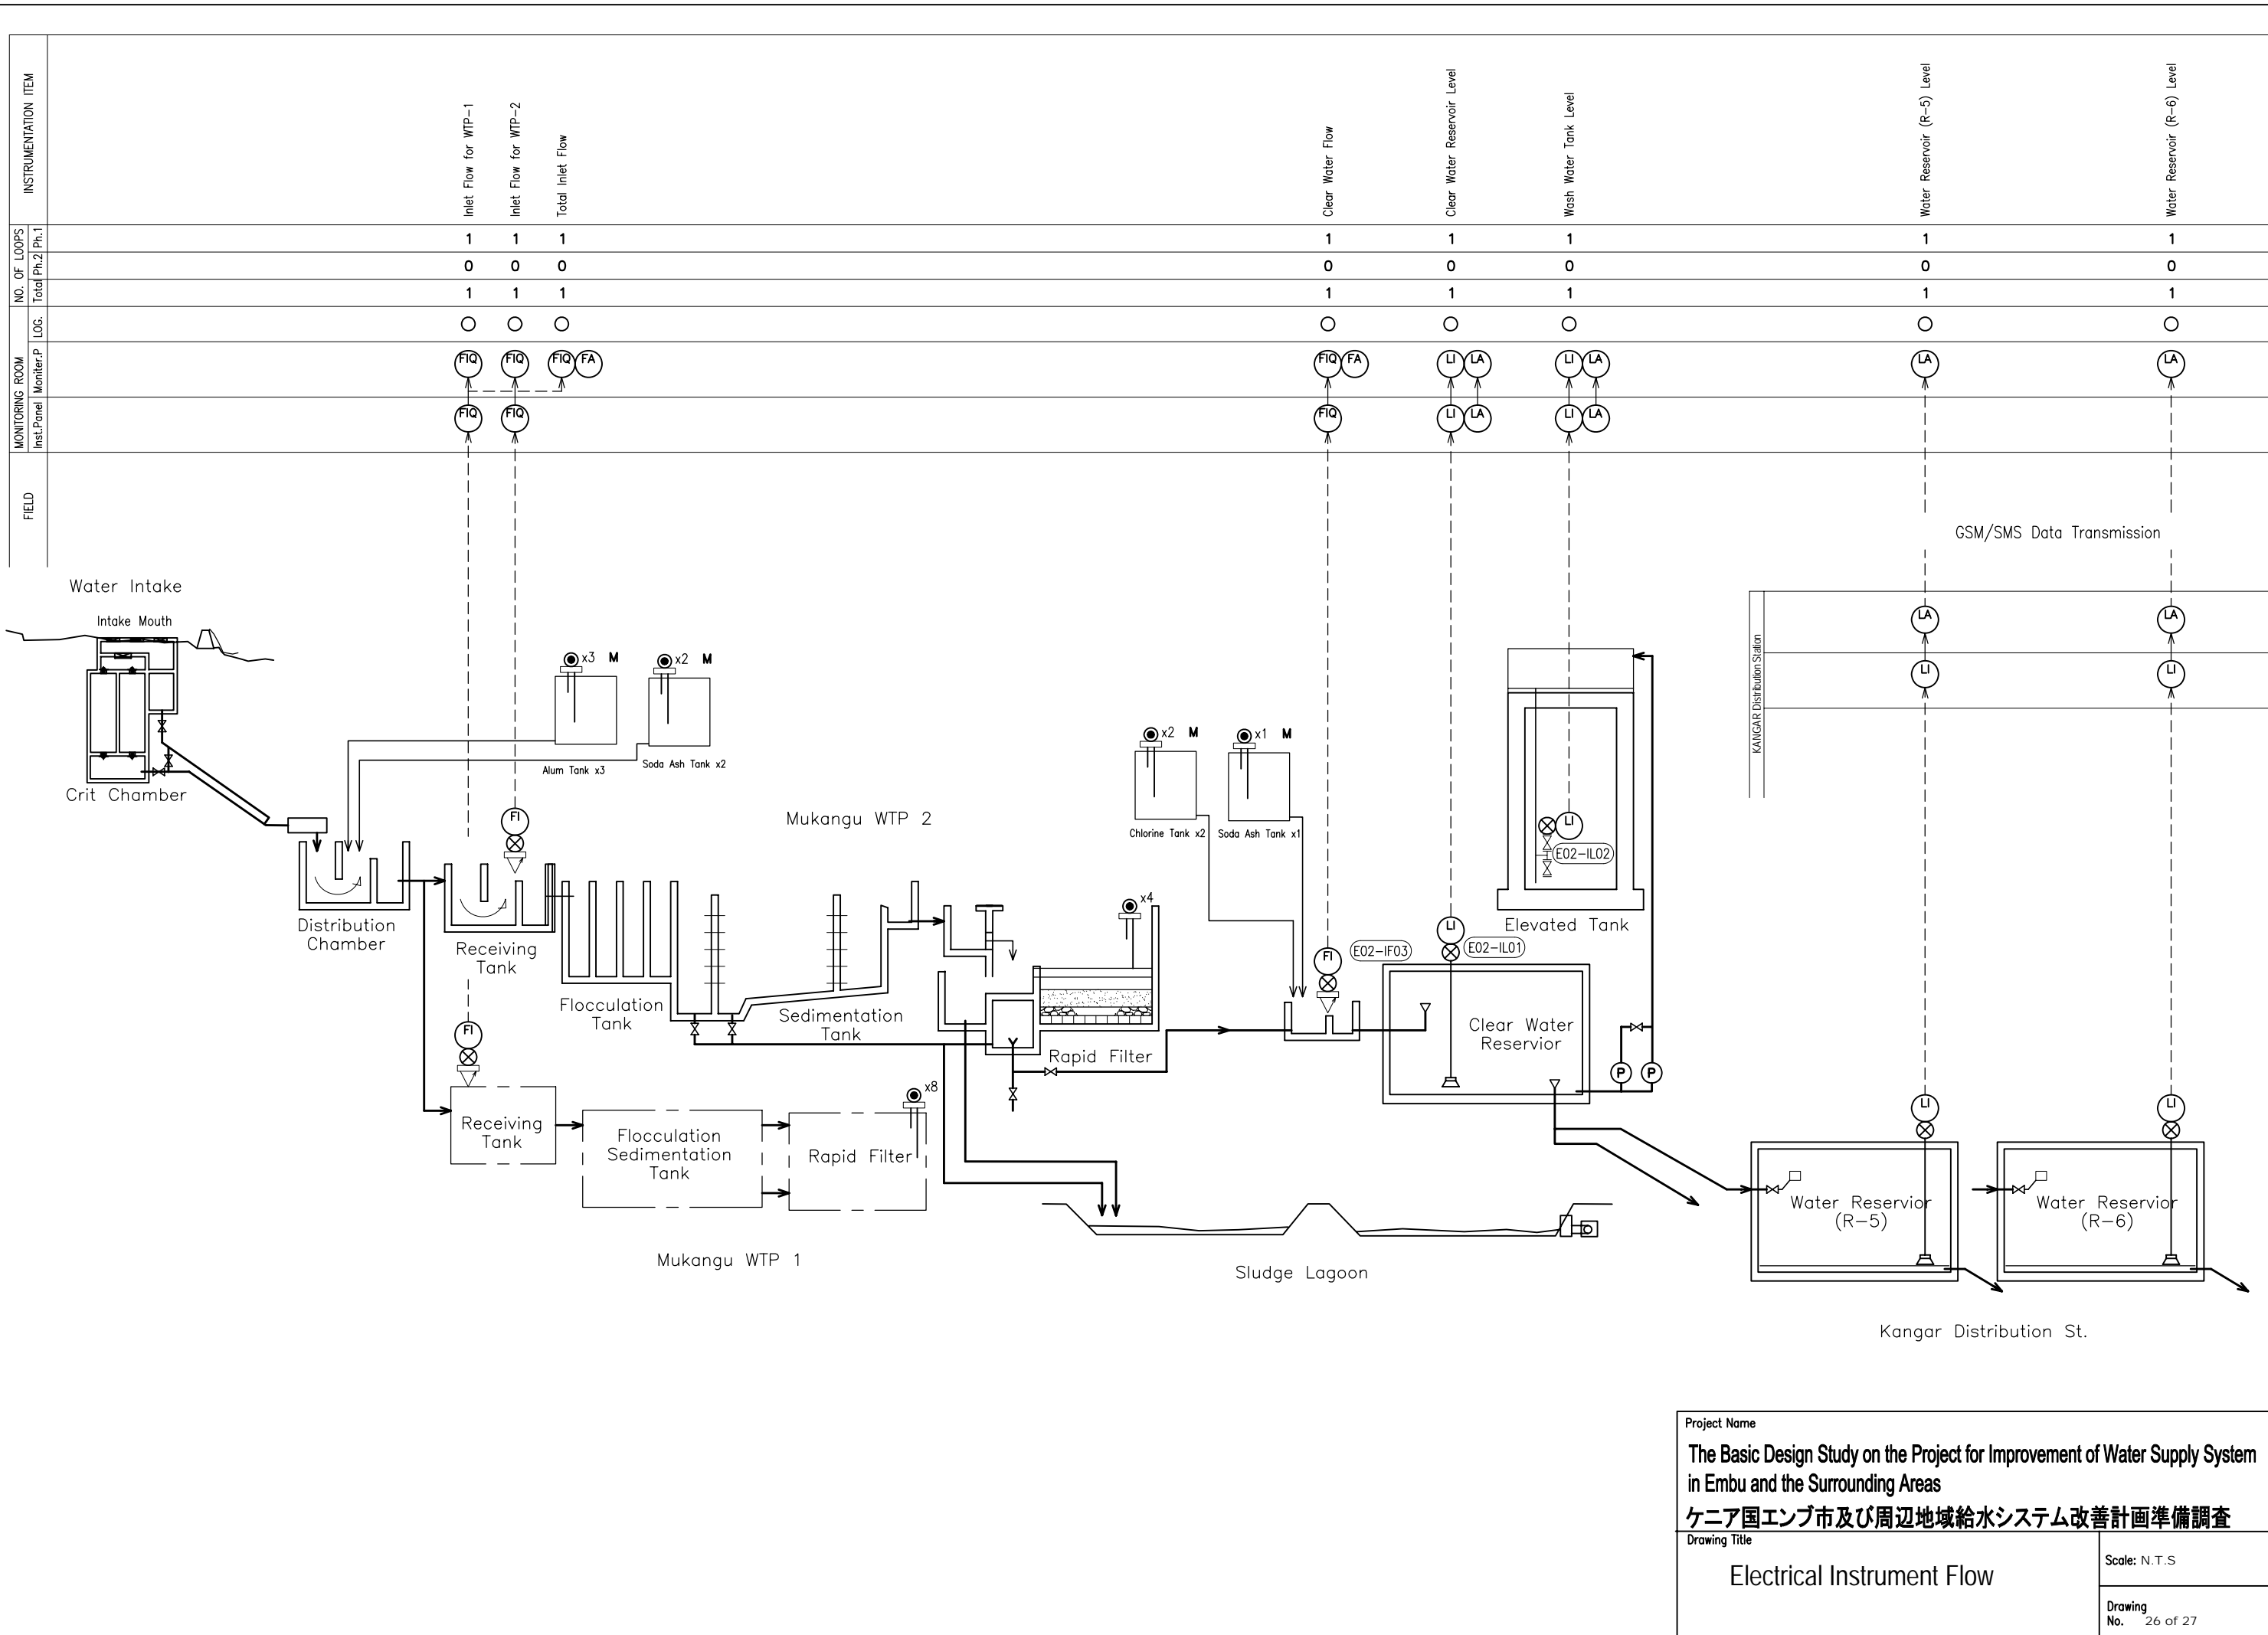 INSTRUMENTATION ITEM
Inlet Flow for WTP-1
Inlet Flow for WTP-2
Total Inlet Flow
Clear Water Flow
Clear Water Reservoir Level
Wash Water Tank Level
Water Reservoir (R-5) Level
Water Reservoir (R-6) Level
NO. OF LOOPS
Ph.1 1 1 1 1 1 1 1 1
Ph.2 0 0 0 0 0 0 0 0
Total 1 1 1 1 1 1 1 1
MONITORING ROOM
LOG.
Moniter.P FIQ FIQ FIQ FA FIQ FA LI LA LI LA LA LA
Inst.Panel FIQ FIQ FIQ LI LA LI LA
FIELD
GSM/SMS Data Transmission
Water Intake
Intake Mouth
Crit Chamber
KANGAR Distribution Station
LA LA
LI LI
x3 M
x2 M
Alum Tank x3
Soda Ash Tank x2
x2 M
x1 M
Chlorine Tank x2
Soda Ash Tank x1
Mukangu WTP 2
FI
LI
E02-IL02
Elevated Tank
Distribution
Chamber
Receiving
Tank
Flocculation
Tank
Sedimentation
Tank
x4
Rapid Filter
FI
E02-IF03
LI
E02-IL01
Clear Water
Reservior
P P
FI
Receiving
Tank
Flocculation
Sedimentation
Tank
x8
Rapid Filter
Mukangu WTP 1
Sludge Lagoon
LI
LI
Water Reservior
(R-5)
Water Reservior
(R-6)
Kangar Distribution St.
Project Name
The Basic Design Study on the Project for Improvement of Water Supply System
in Embu and the Surrounding Areas
ケニア国エンブ市及び周辺地域給水システム改善計画準備調査
Drawing Title
Electrical Instrument Flow
Scale: N.T.S
Drawing
No. 26 of 27